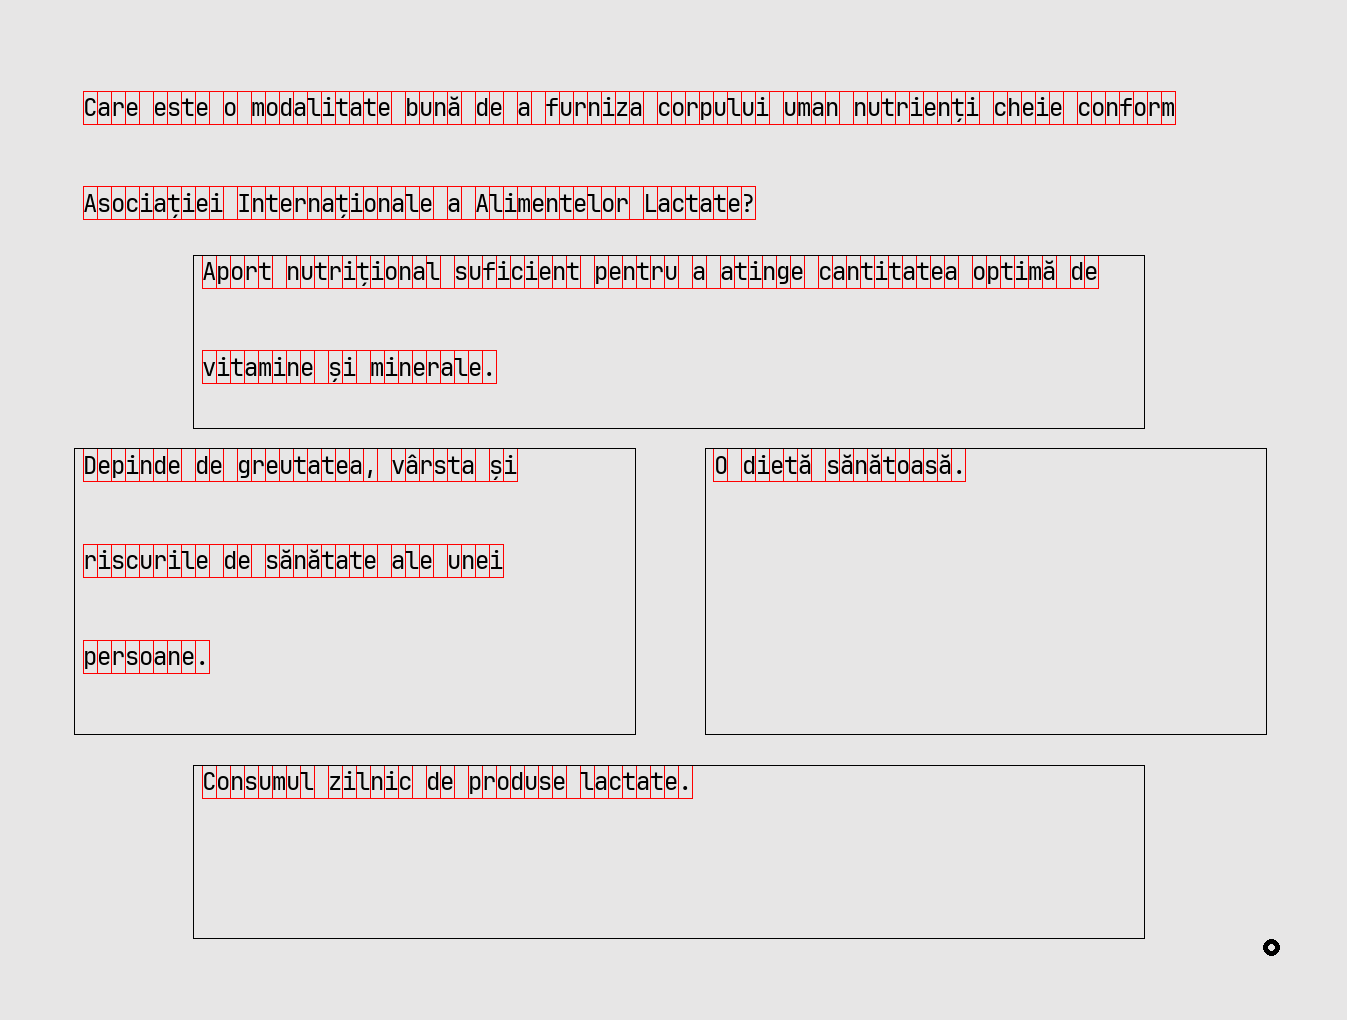 Care este o modalitate bună de a furniza corpului uman nutrienți cheie conform
Asociației Internaționale a Alimentelor Lactate?
Aport nutrițional suficient pentru a atinge cantitatea optimă de
vitamine și minerale.
Depinde de greutatea, vârsta și
riscurile de sănătate ale unei
persoane.
O dietă sănătoasă.
Consumul zilnic de produse lactate.